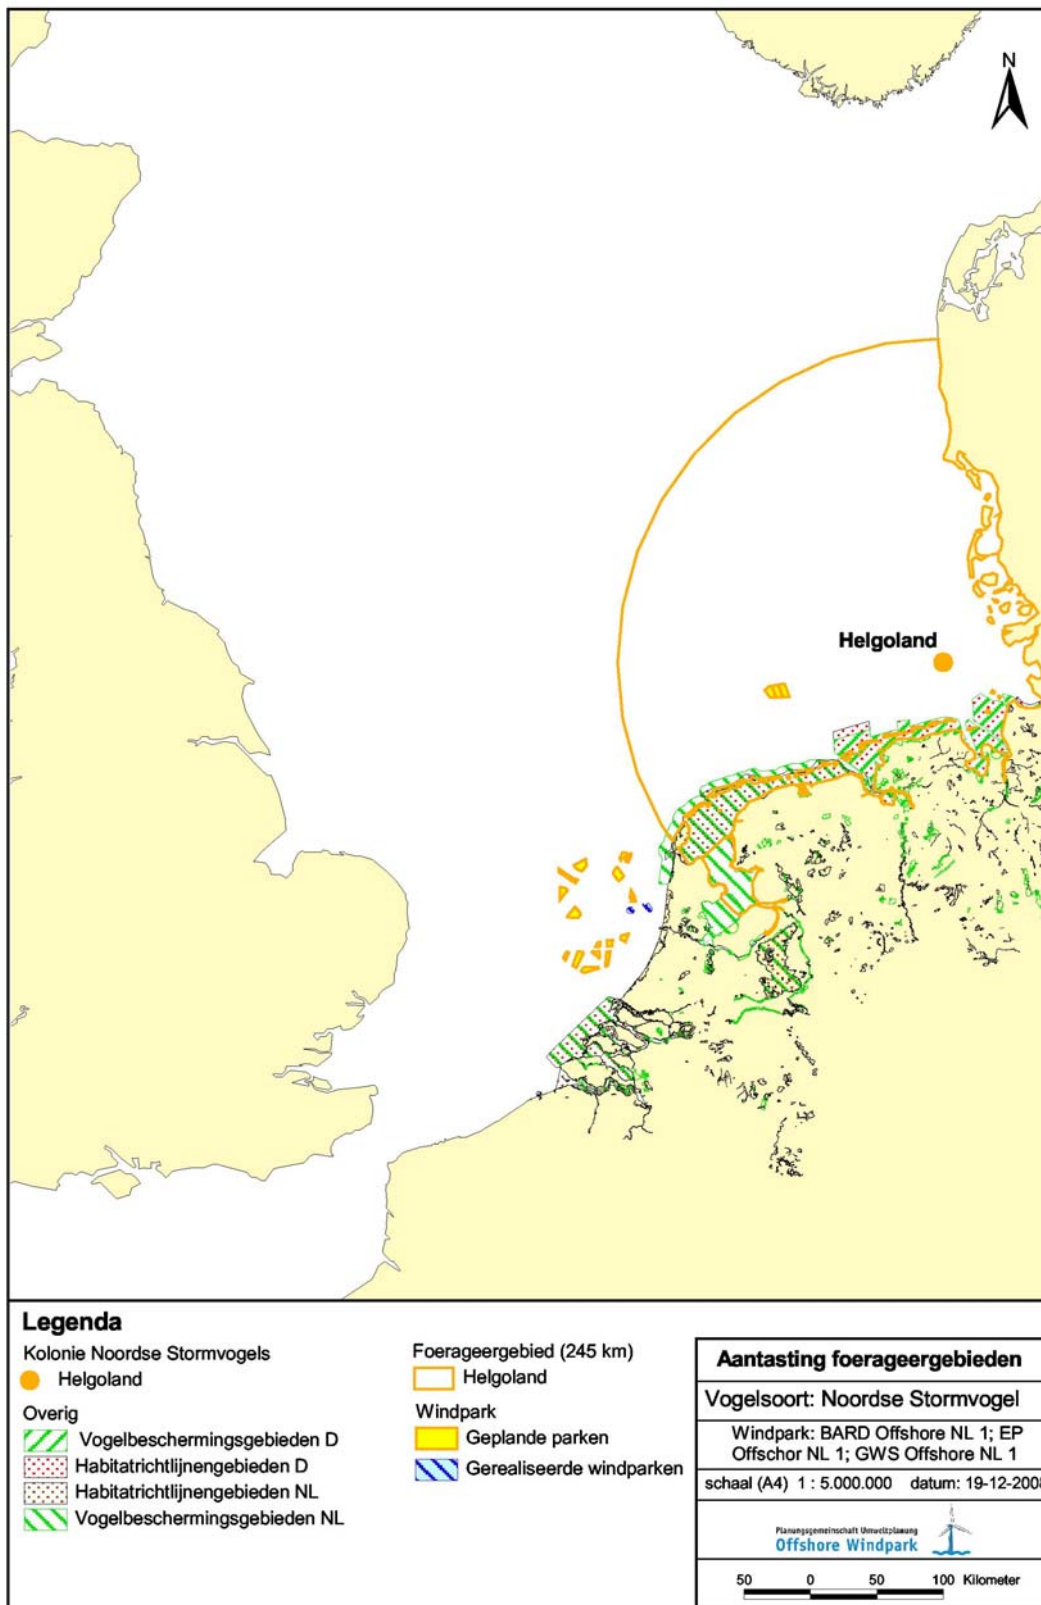 N
Helgoland
Legenda
Kolonie Noordse Stormvogels
Helgoland
Overig
Vogelbeschermingsgebieden D
Habitatrichtlijnengebieden D
Habitatrichtlijnengebieden NL
Vogelbeschermingsgebieden NL
Foerageergebied (245 km)
Helgoland
Windpark
Geplande parken
Gerealiseerde windparken
Aantasting foerageergebieden
Vogelsoort: Noordse Stormvogel
Windpark: BARD Offshore NL 1; EP
Offschor NL 1; GWS Offshore NL 1
schaal (A4) 1 : 5.000.000 datum: 19-12-2008
Planungsgemeinschaft Umweltplanung
Offshore Windpark
50 0 50 100 Kilometer